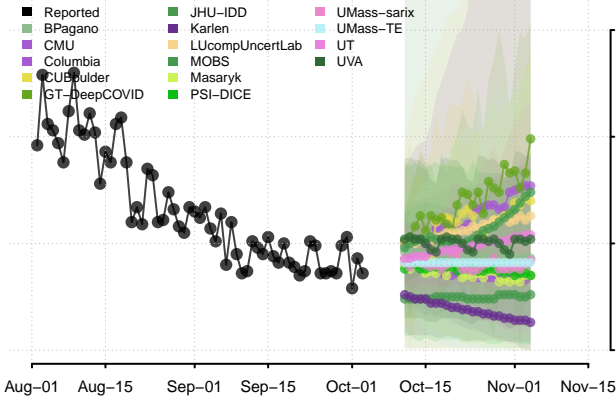 Reported
BPagano
CMU
Columbia
CUBoulder
GT−DeepCOVID
JHU−IDD
Karlen
LUcompUncertLab
MOBS
Masaryk
PSI−DICE
UMass−sarix
UMass−TE
UT
UVA
Aug−01 Aug−15 Sep−01 Sep−15 Oct−01 Oct−15 Nov−01 Nov−15